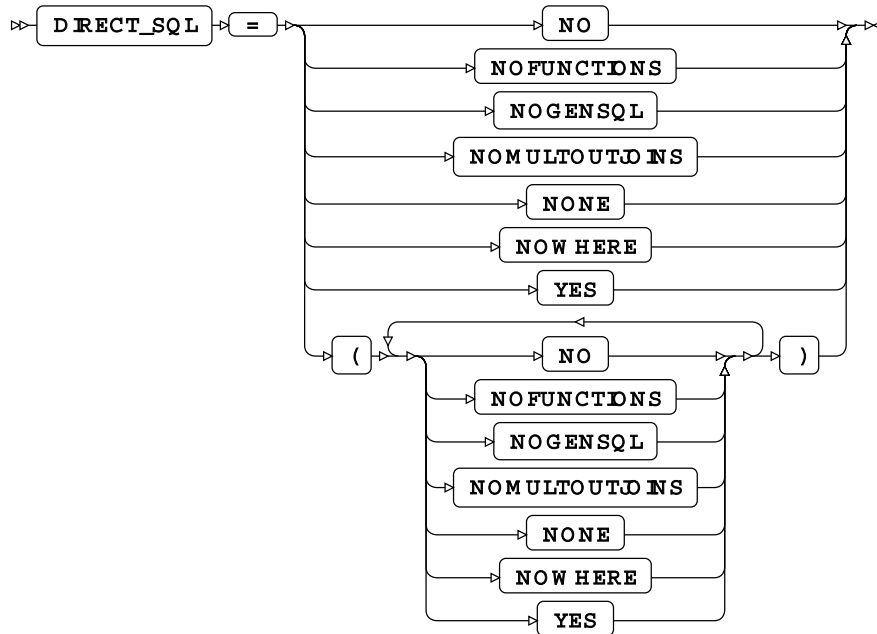 DIRECT_SQL = NO
NOFUNCTIONS
NOGENSQL
NOMULTOUTJOINS
NONE
NOWHERE
YES
( NO )
NOFUNCTIONS
NOGENSQL
NOMULTOUTJOINS
NONE
NOWHERE
YES